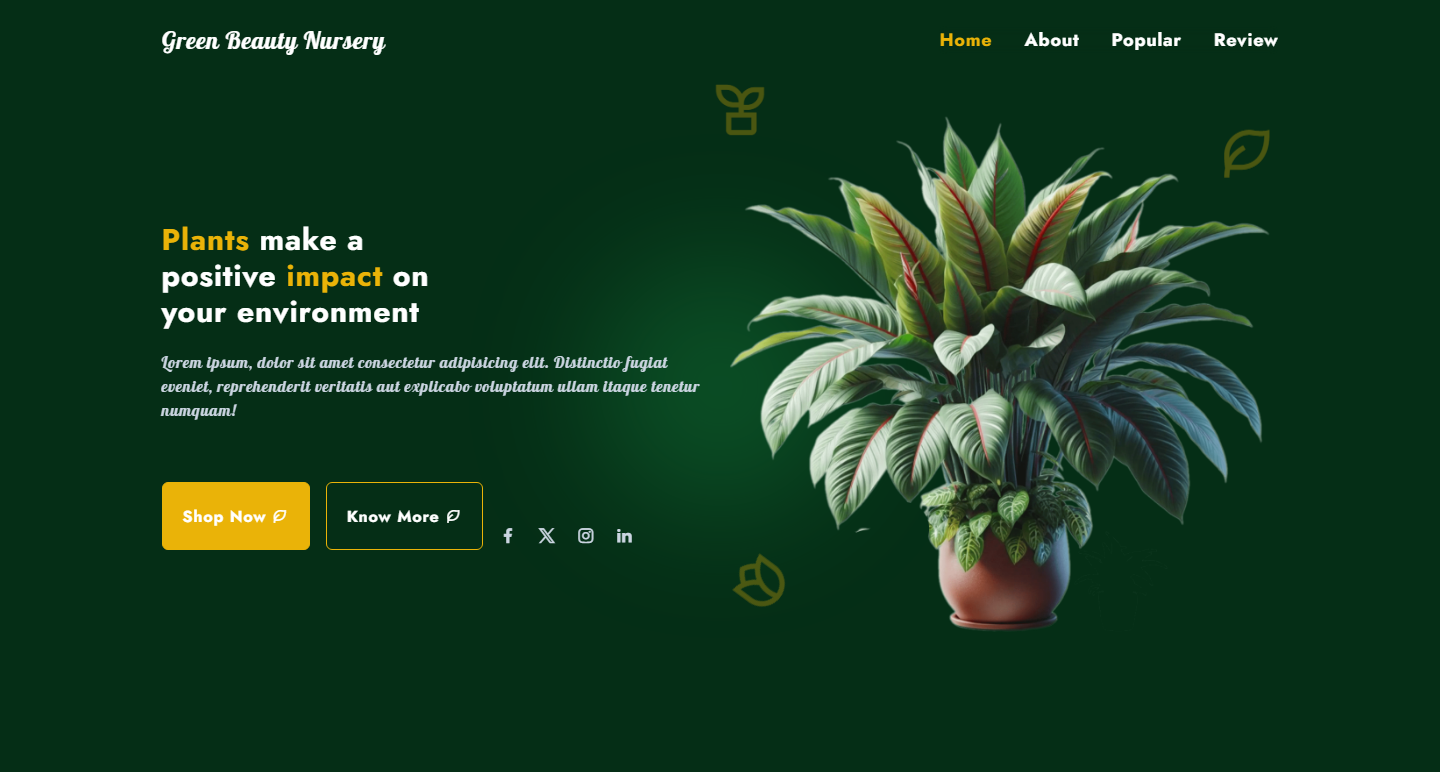 Green Beauty Nursery
Home About Popular Review
Plants make a
positive impact on
your environment
Lorem ipsum, dolor sit amet consectetur adipisicing elit. Distinctio fugiat
eveniet, reprehenderit veritatis aut explicabo voluptatum ullam itaque tenetur
numquam!
Shop Now
Know More